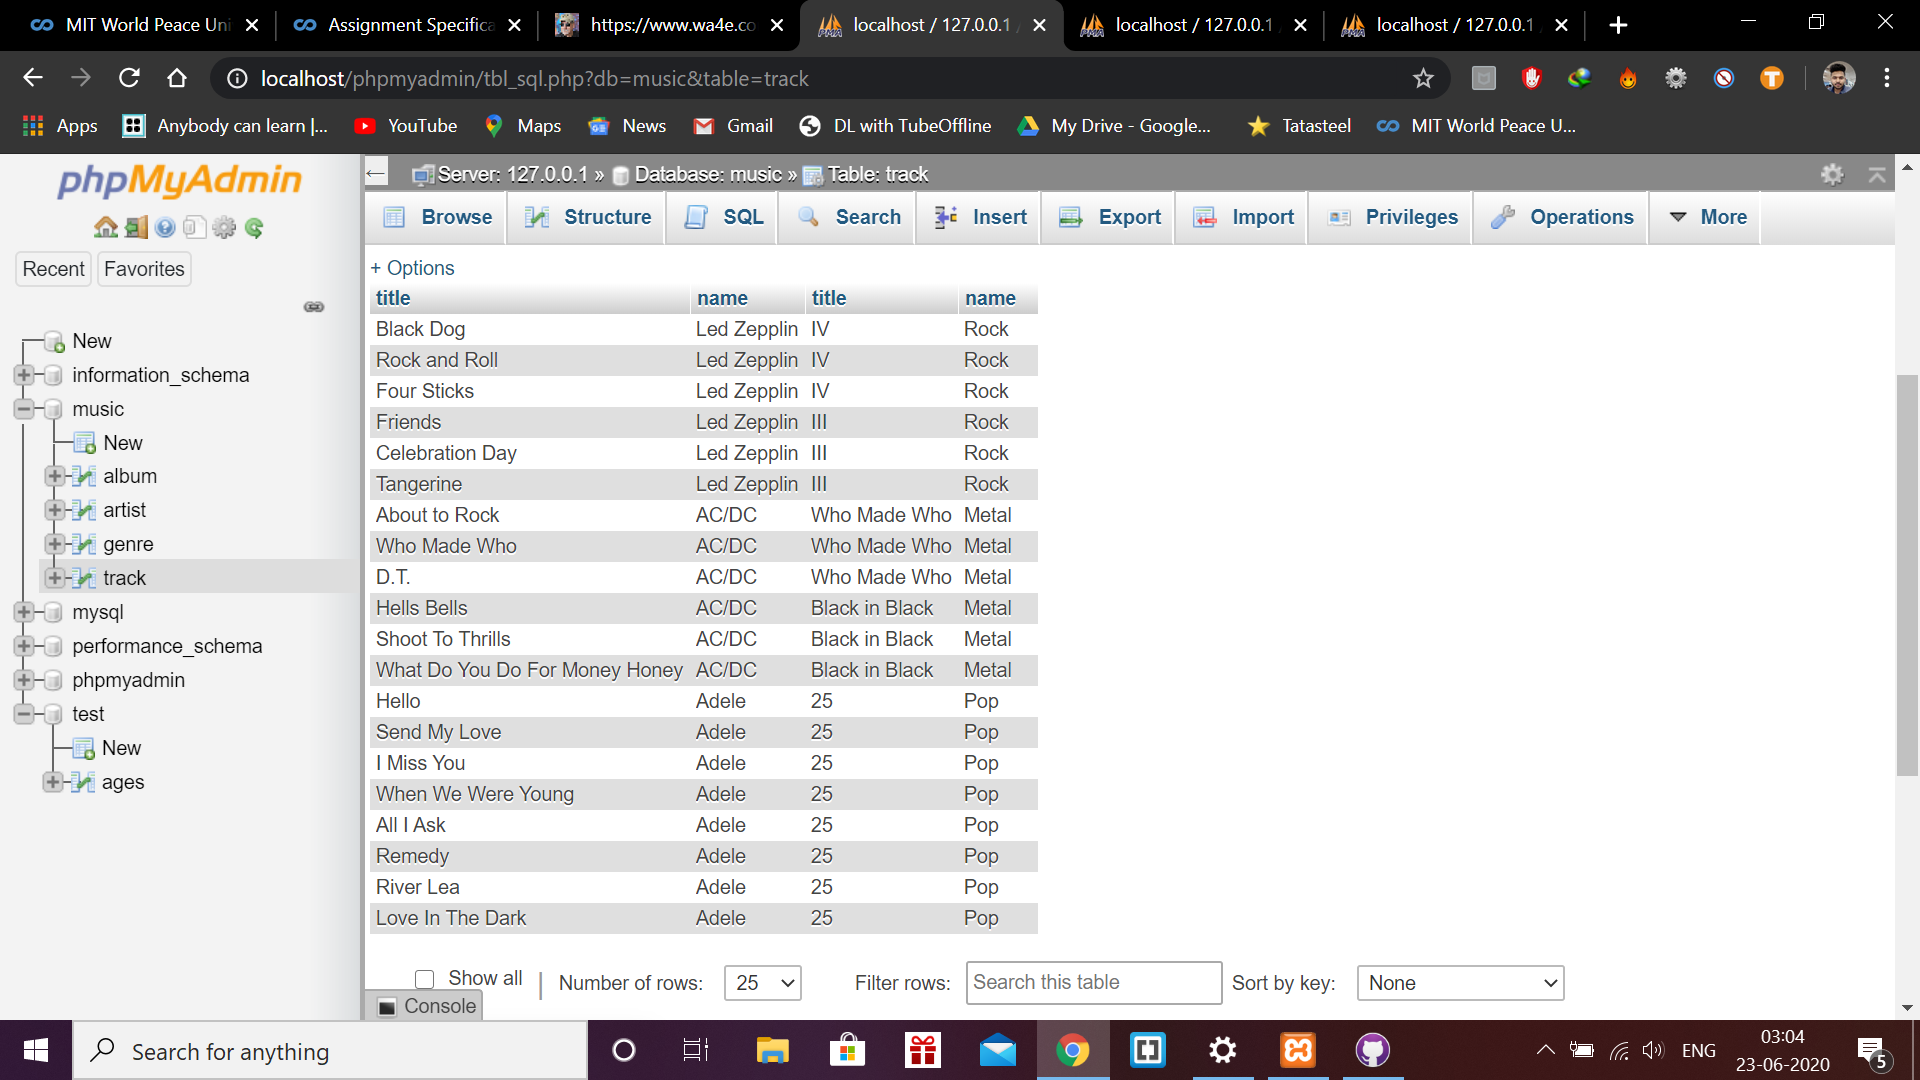 MIT World Peace Uni
Assignment Specifica
https://www.wa4e.co
localhost / 127.0.0.1 /
localhost / 127.0.0.1
localhost / 127.0.0.1
localhost/phpmyadmin/tbl_sql.php?db=music&table=track
Apps
Anybody can learn |...
YouTube
Maps
News
Gmail
DL with TubeOffline
My Drive - Google...
Tatasteel
MIT World Peace U...
phpMyAdmin
Recent
Favorites
New
information_schema
music
New
album
artist
genre
track
mysql
performance_schema
phpmyadmin
test
New
ages
Server: 127.0.0.1 » Database: music » Table: track
Browse Structure SQL Search Insert Export Import Privileges Operations More
+ Options
title name title name
Black Dog Led Zepplin IV Rock
Rock and Roll Led Zepplin IV Rock
Four Sticks Led Zepplin IV Rock
Friends Led Zepplin III Rock
Celebration Day Led Zepplin III Rock
Tangerine Led Zepplin III Rock
About to Rock AC/DC Who Made Who Metal
Who Made Who AC/DC Who Made Who Metal
D.T. AC/DC Who Made Who Metal
Hells Bells AC/DC Black in Black Metal
Shoot To Thrills AC/DC Black in Black Metal
What Do You Do For Money Honey AC/DC Black in Black Metal
Hello Adele 25 Pop
Send My Love Adele 25 Pop
I Miss You Adele 25 Pop
When We Were Young Adele 25 Pop
All I Ask Adele 25 Pop
Remedy Adele 25 Pop
River Lea Adele 25 Pop
Love In The Dark Adele 25 Pop
Show all | Number of rows: 25 Filter rows: Search this table Sort by key: None
Console
Search for anything
ENG
03:04
23-06-2020
5